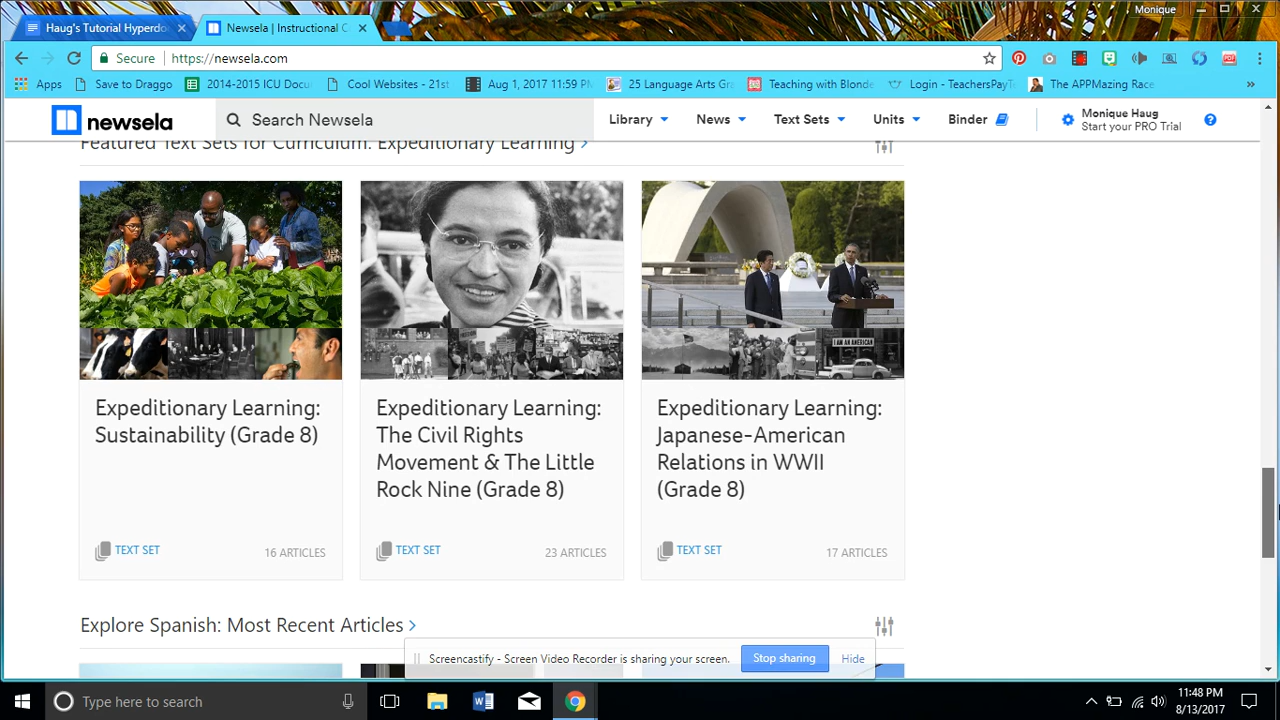 Monique
Haug's Tutorial Hyperdo
Newsela | Instructional C
Secure https://newsela.com
Apps Save to Draggo 2014-2015 ICU Docu Cool Websites - 21st Aug 1, 2017 11:59 P 25 Language Arts Gr Teaching with Blonde Login - TeachersPayTe The APPMazing Race »
newsela Search Newsela Library News Text Sets Units Binder Monique Haug
Start your PRO Trial
Featured Text Sets for Curriculum: Expeditionary Learning >
I AM AN AMERICAN
Expeditionary Learning:
Sustainability (Grade 8)
TEXT SET 16 ARTICLES
Expeditionary Learning:
The Civil Rights
Movement & The Little
Rock Nine (Grade 8)
TEXT SET 23 ARTICLES
Expeditionary Learning:
Japanese-American
Relations in WWII
(Grade 8)
TEXT SET 17 ARTICLES
Explore Spanish: Most Recent Articles >
Screencastify - Screen Video Recorder is sharing your screen. Stop sharing Hide
Type here to search
11:48 PM
8/13/2017